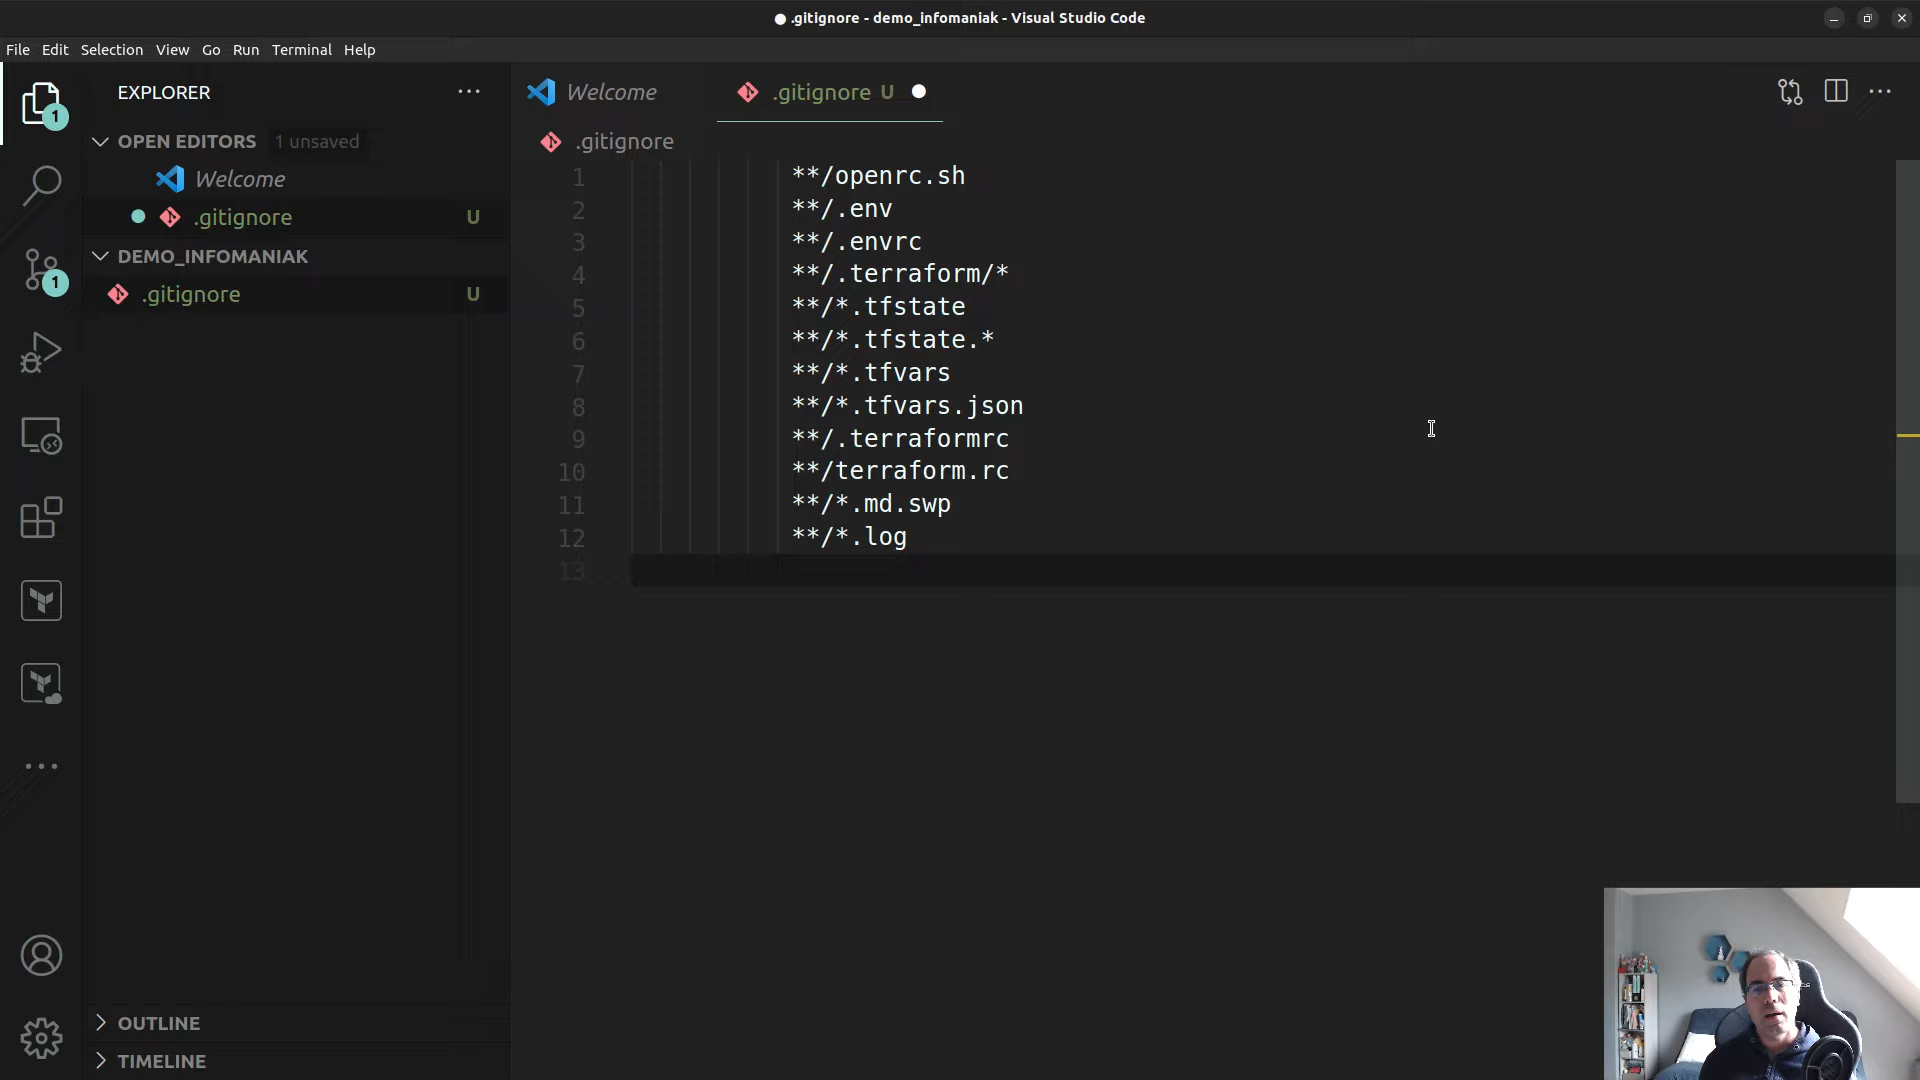 .gitignore - demo_infomaniak - Visual Studio Code
File Edit Selection View Go Run Terminal Help
EXPLORER
1
OPEN EDITORS 1 unsaved
Welcome
.gitignore U
DEMO_INFOMANIAK
1
.gitignore U
OUTLINE
TIMELINE
Welcome
.gitignore U
.gitignore
1 **/openrc.sh
2 **/.env
3 **/.envrc
4 **/.terraform/*
5 **/*.tfstate
6 **/*.tfstate.*
7 **/*.tfvars
8 **/*.tfvars.json
9 **/.terraformrc
10 **/terraform.rc
11 **/*.md.swp
12 **/*.log
13